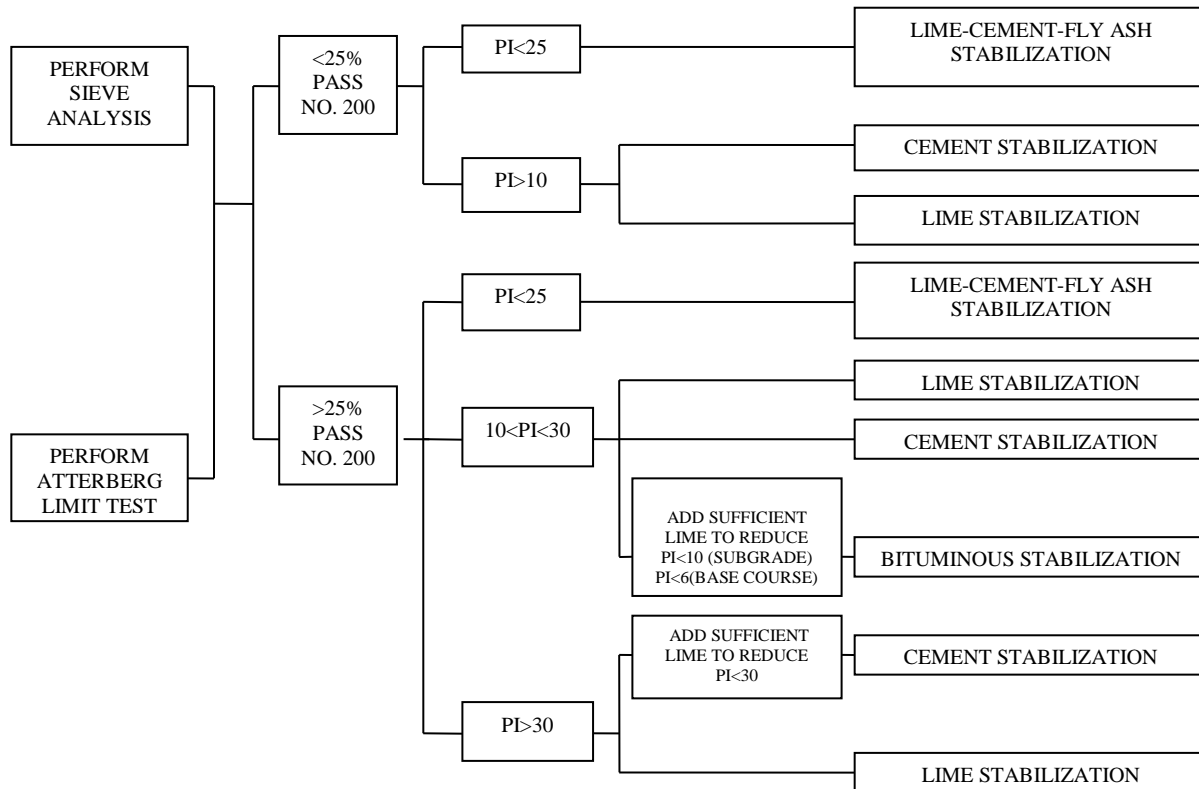 PERFORM
SIEVE
ANALYSIS
PERFORM
ATTERBERG
LIMIT TEST
<25%
PASS
NO. 200
>25%
PASS
NO. 200
PI<25
PI>10
PI<25
10<PI<30
PI>30
ADD SUFFICIENT
LIME TO REDUCE
PI<10 (SUBGRADE)
PI<6(BASE COURSE)
ADD SUFFICIENT
LIME TO REDUCE
PI<30
LIME-CEMENT-FLY ASH
STABILIZATION
CEMENT STABILIZATION
LIME STABILIZATION
LIME-CEMENT-FLY ASH
STABILIZATION
LIME STABILIZATION
CEMENT STABILIZATION
BITUMINOUS STABILIZATION
CEMENT STABILIZATION
LIME STABILIZATION